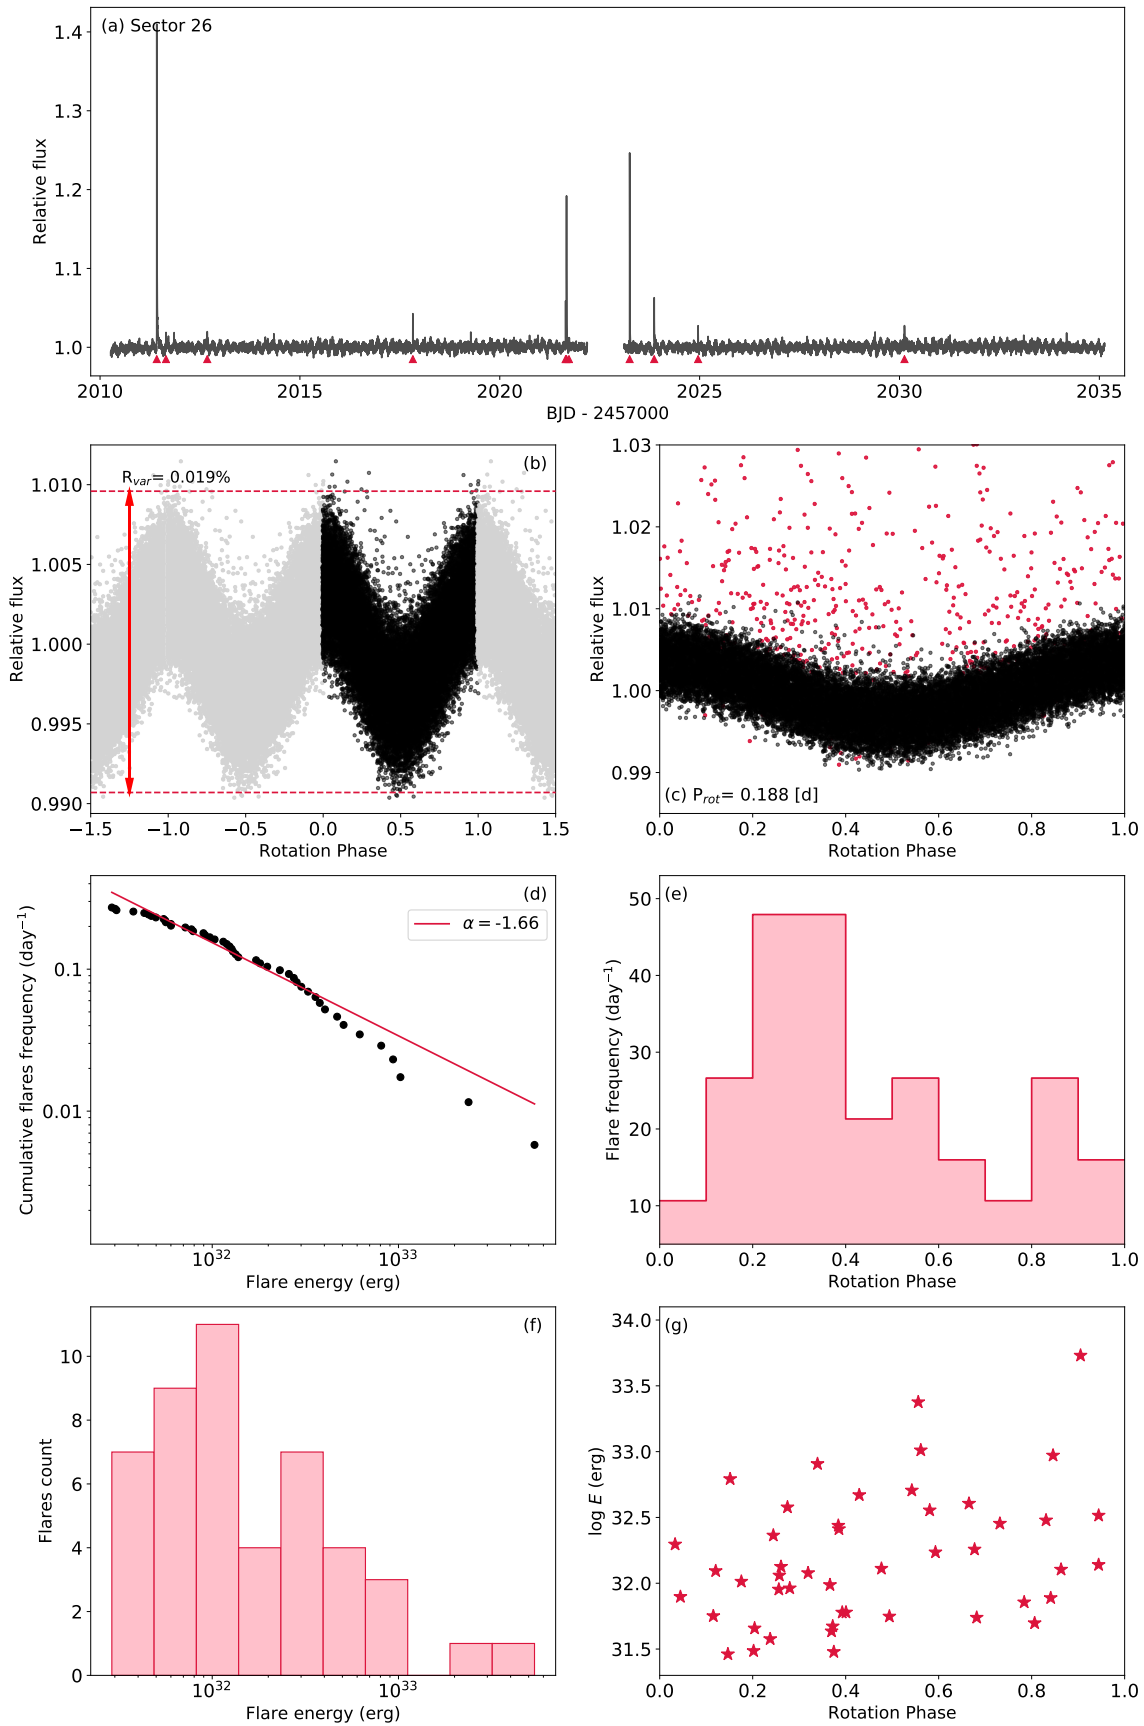 (a) Sector 26
Relative flux
1.4
1.3
1.2
1.1
1.0
2010 2015 2020 2025 2030 2035
BJD - 2457000
(b)
R_var= 0.019%
Relative flux
1.010
1.005
1.000
0.995
0.990
−1.5 −1.0 −0.5 0.0 0.5 1.0 1.5
Rotation Phase
Relative flux
1.03
1.02
1.01
1.00
0.99
(c) P_rot= 0.188 [d]
0.0 0.2 0.4 0.6 0.8 1.0
Rotation Phase
(d)
α = -1.66
Cumulative flares frequency (day⁻¹)
0.1
0.01
10³² 10³³
Flare energy (erg)
(e)
Flare frequency (day⁻¹)
50
40
30
20
10
0.0 0.2 0.4 0.6 0.8 1.0
Rotation Phase
(f)
Flares count
10
8
6
4
2
0
10³² 10³³
Flare energy (erg)
(g)
log E (erg)
34.0
33.5
33.0
32.5
32.0
31.5
0.0 0.2 0.4 0.6 0.8 1.0
Rotation Phase